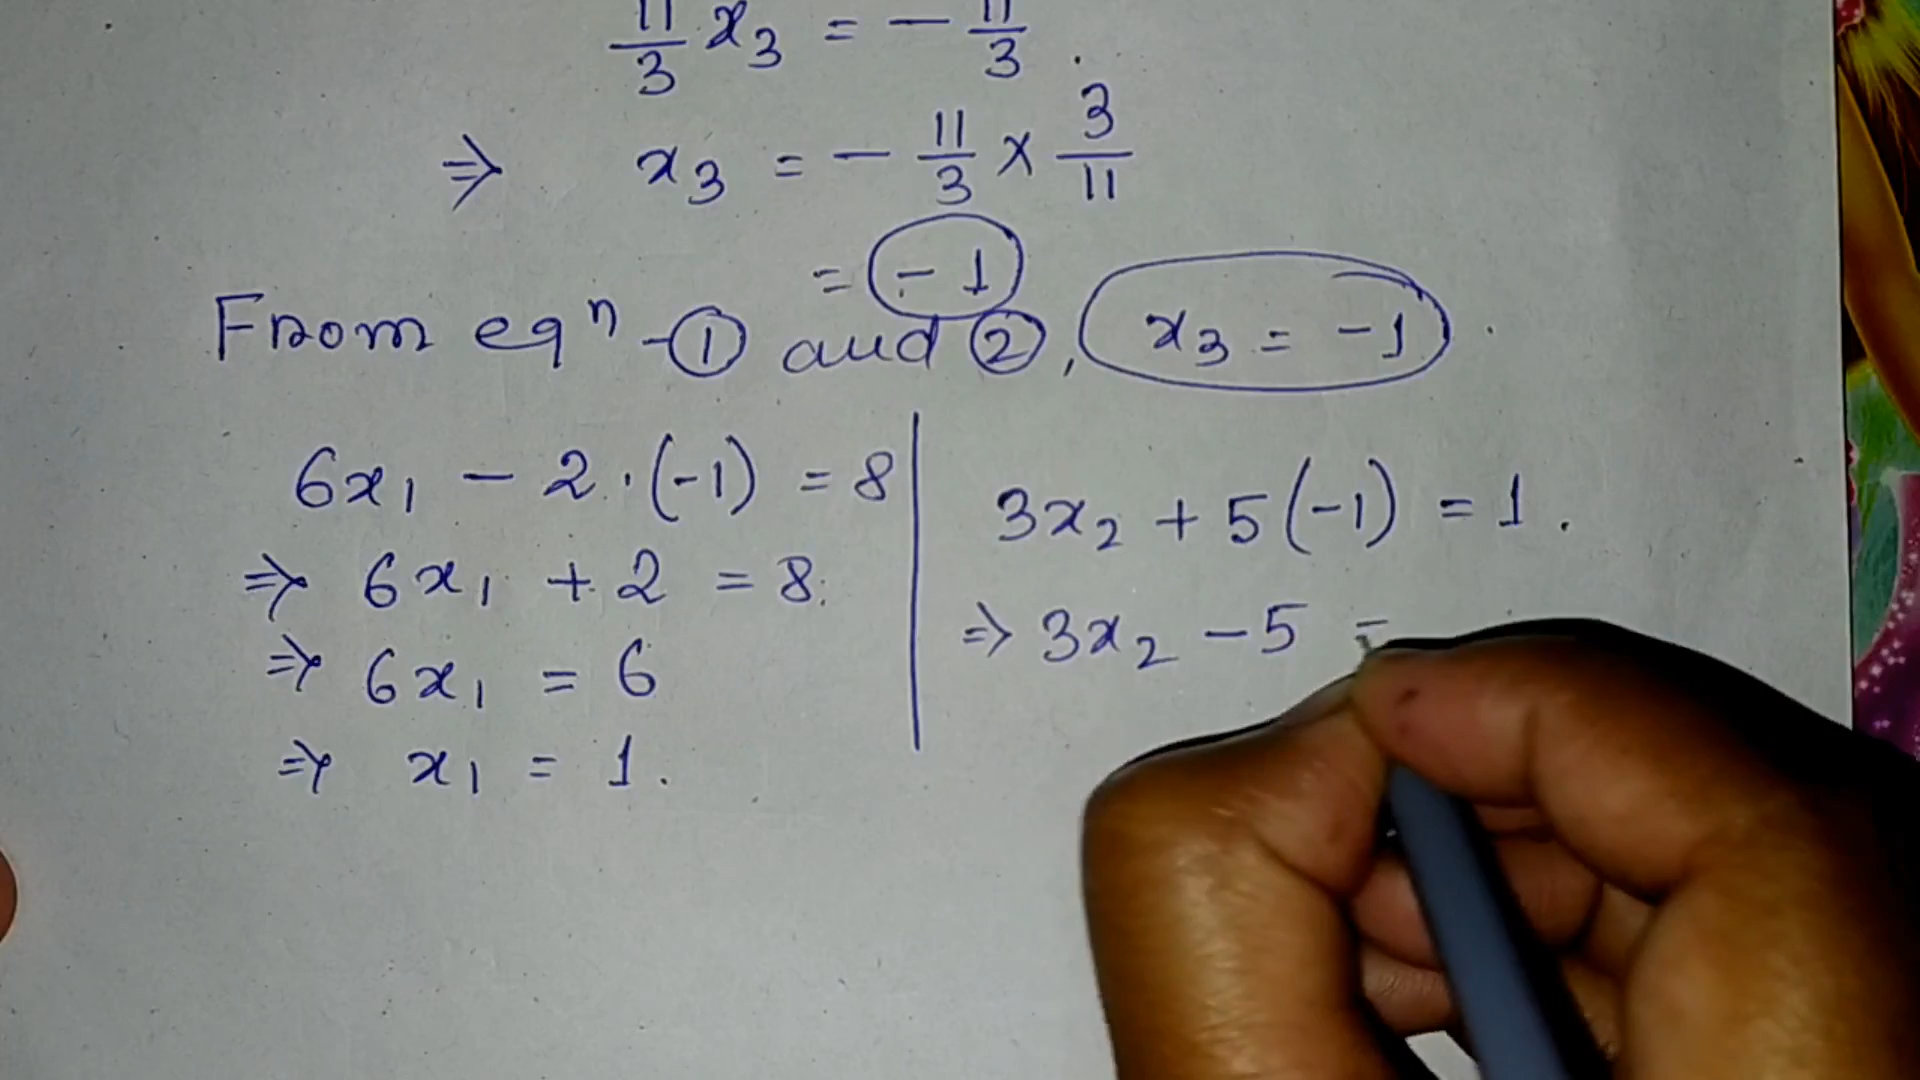 11/3 x₃ = - 11/3 .
⇒ x₃ = - 11/3 × 3/11
= -1
From eqⁿ - ① and ②, x₃ = -1 .
6x₁ - 2 · (-1) = 8
⇒ 6x₁ + 2 = 8
⇒ 6x₁ = 6
⇒ x₁ = 1 .
3x₂ + 5(-1) = 1 .
⇒ 3x₂ - 5 =